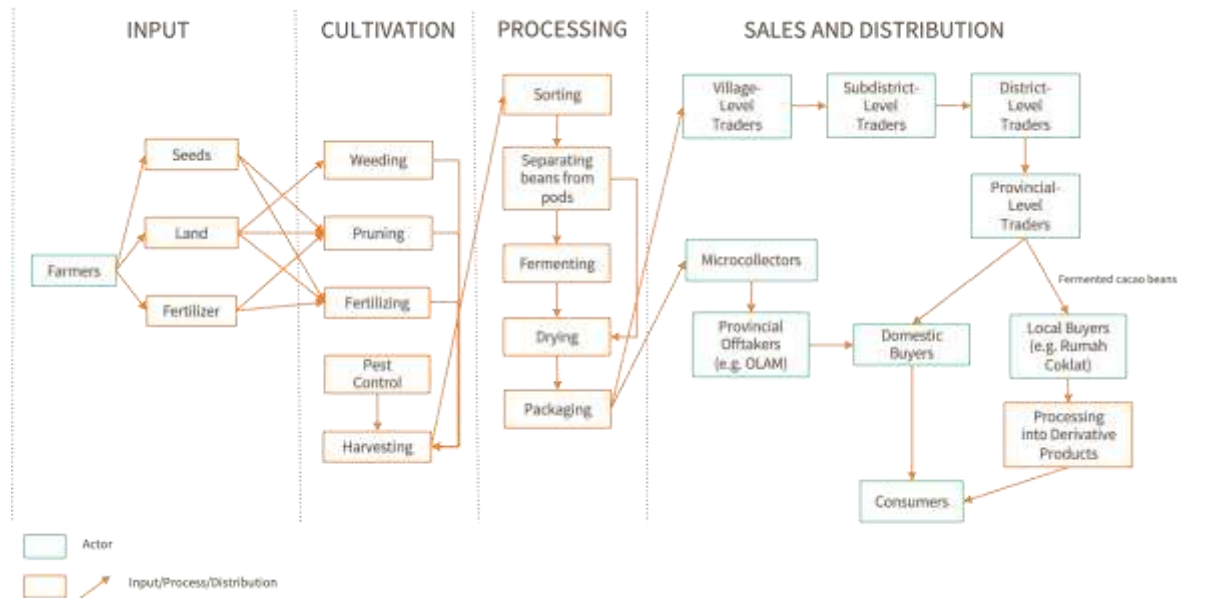 INPUT
CULTIVATION
PROCESSING
SALES AND DISTRIBUTION
Farmers
Seeds
Land
Fertilizer
Weeding
Pruning
Fertilizing
Pest
Control
Harvesting
Sorting
Separating
beans from
pods
Fermenting
Drying
Packaging
Village-
Level
Traders
Subdistrict-
Level
Traders
District-
Level
Traders
Provincial-
Level
Traders
Microcollectors
Fermented cacao beans
Provincial
Offtakers
(e.g. OLAM)
Domestic
Buyers
Local Buyers
(e.g. Rumah
Coklat)
Processing
into Derivative
Products
Consumers
Actor
Input/Process/Distribution